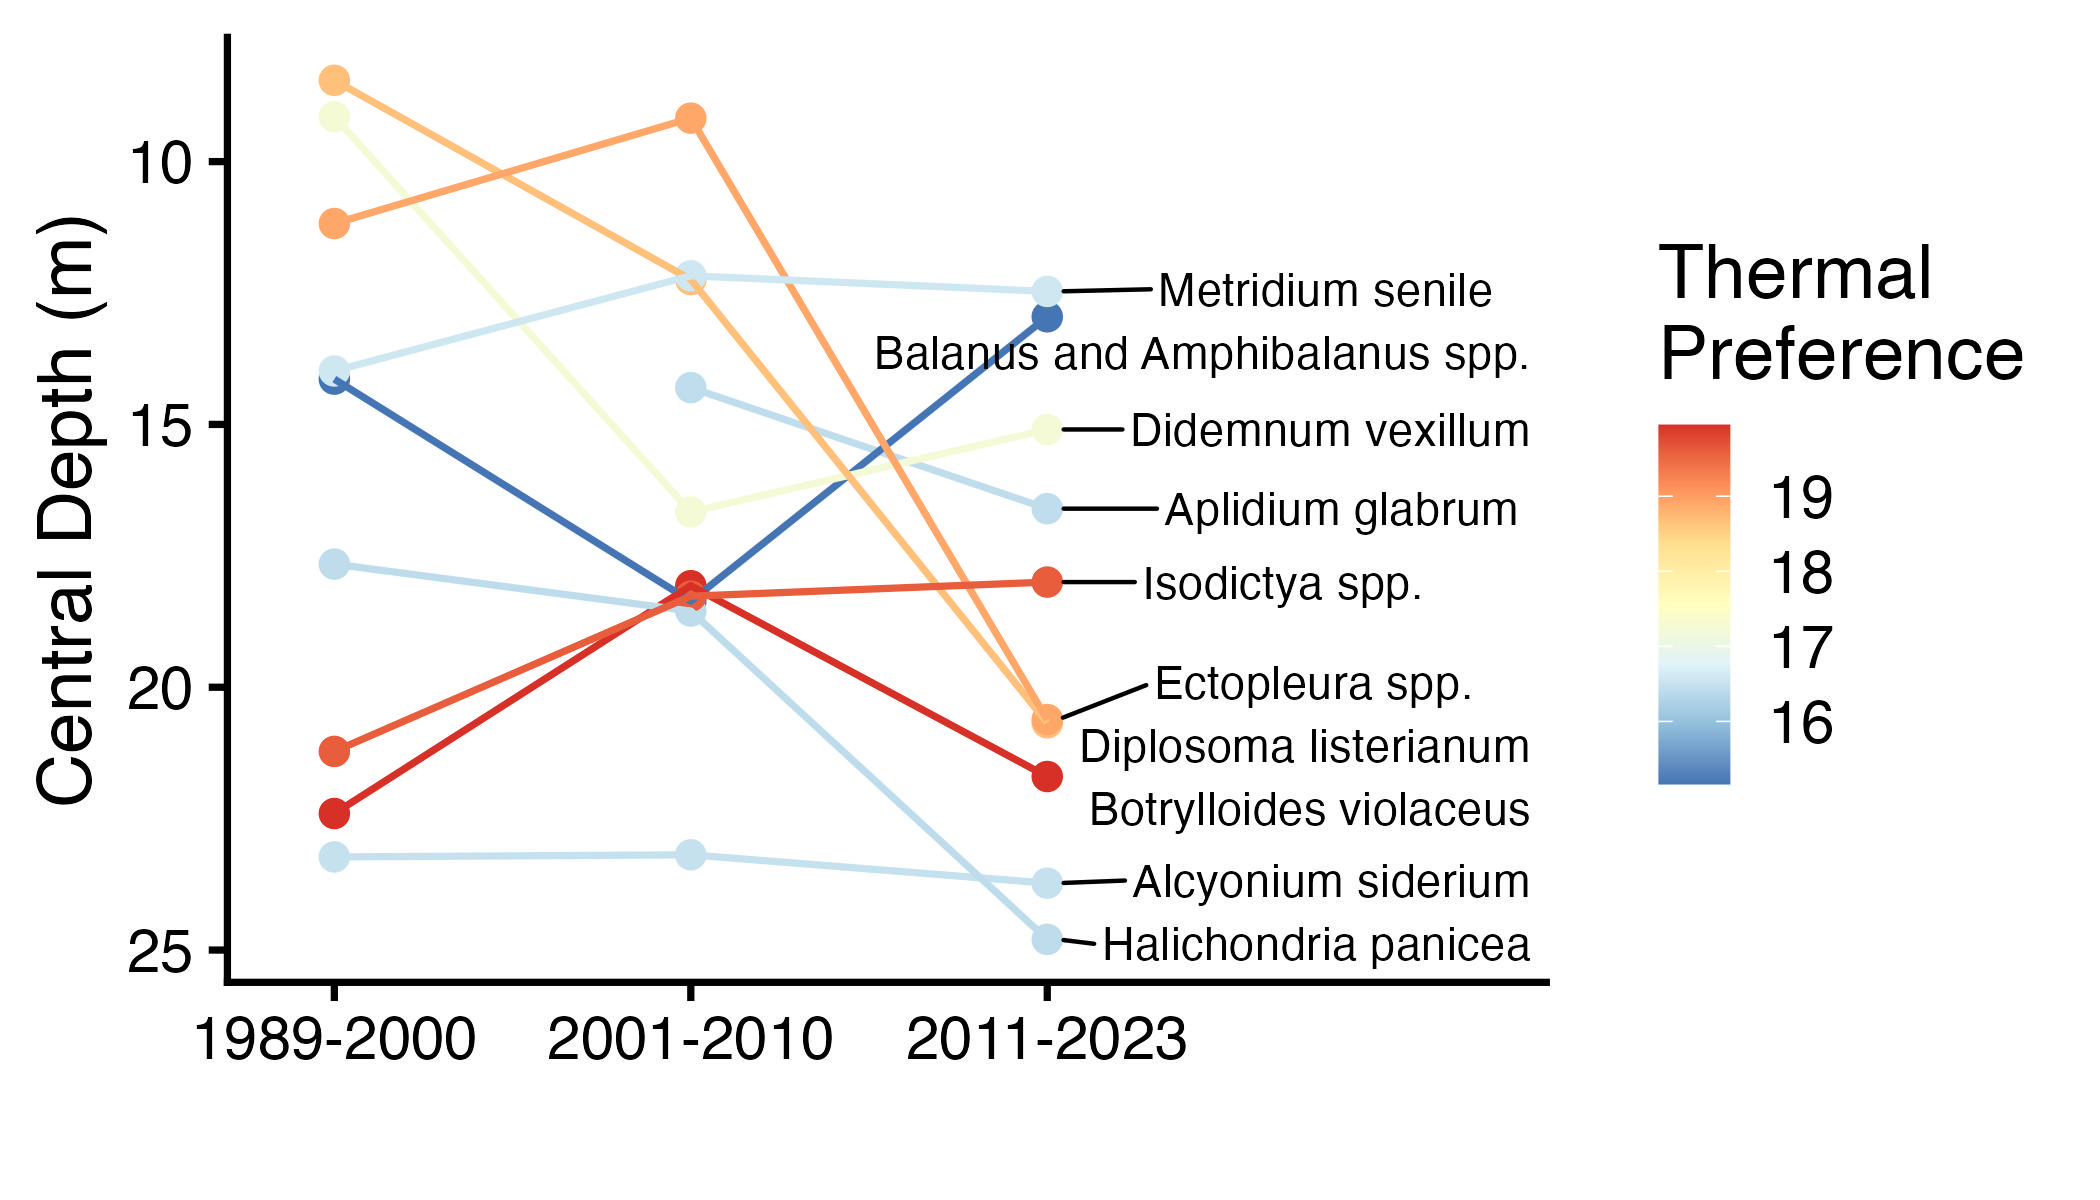 Central Depth (m)
10
15
20
25
1989-2000
2001-2010
2011-2023
Metridium senile
Balanus and Amphibalanus spp.
Didemnum vexillum
Aplidium glabrum
Isodictya spp.
Ectopleura spp.
Diplosoma listerianum
Botrylloides violaceus
Alcyonium siderium
Halichondria panicea
Thermal
Preference
19
18
17
16